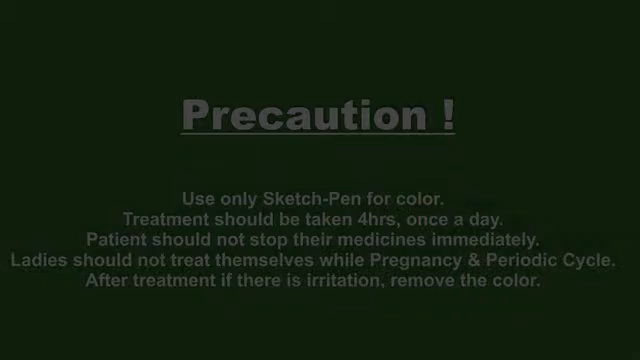 Precaution !
Use only Sketch-Pen for color.
Treatment should be taken 4hrs, once a day.
Patient should not stop their medicines immediately.
Ladies should not treat themselves while Pregnancy & Periodic Cycle.
After treatment if there is irritation, remove the color.